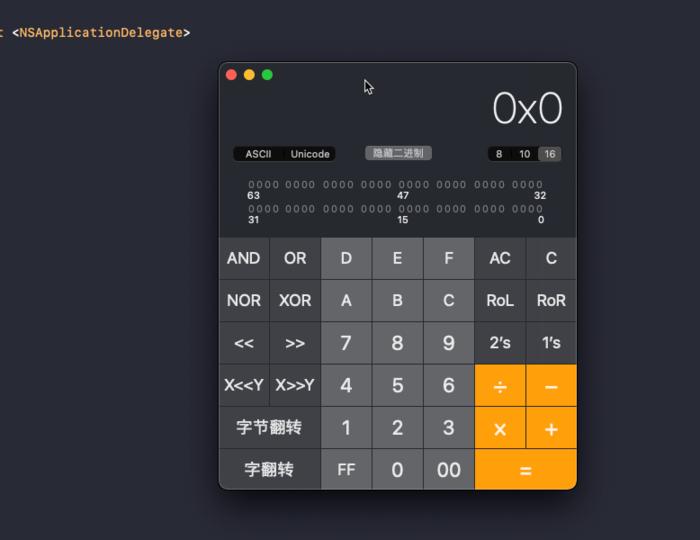 t <NSApplicationDelegate>
0x0
ASCII Unicode 隐藏二进制 8 10 16
0000 0000 0000 0000 0000 0000 0000 0000
63 47 32
0000 0000 0000 0000 0000 0000 0000 0000
31 15 0
AND OR D E F AC C
NOR XOR A B C RoL RoR
<< >> 7 8 9 2's 1's
X<<Y X>>Y 4 5 6 ÷ −
字节翻转 1 2 3 × +
字翻转 FF 0 00 =